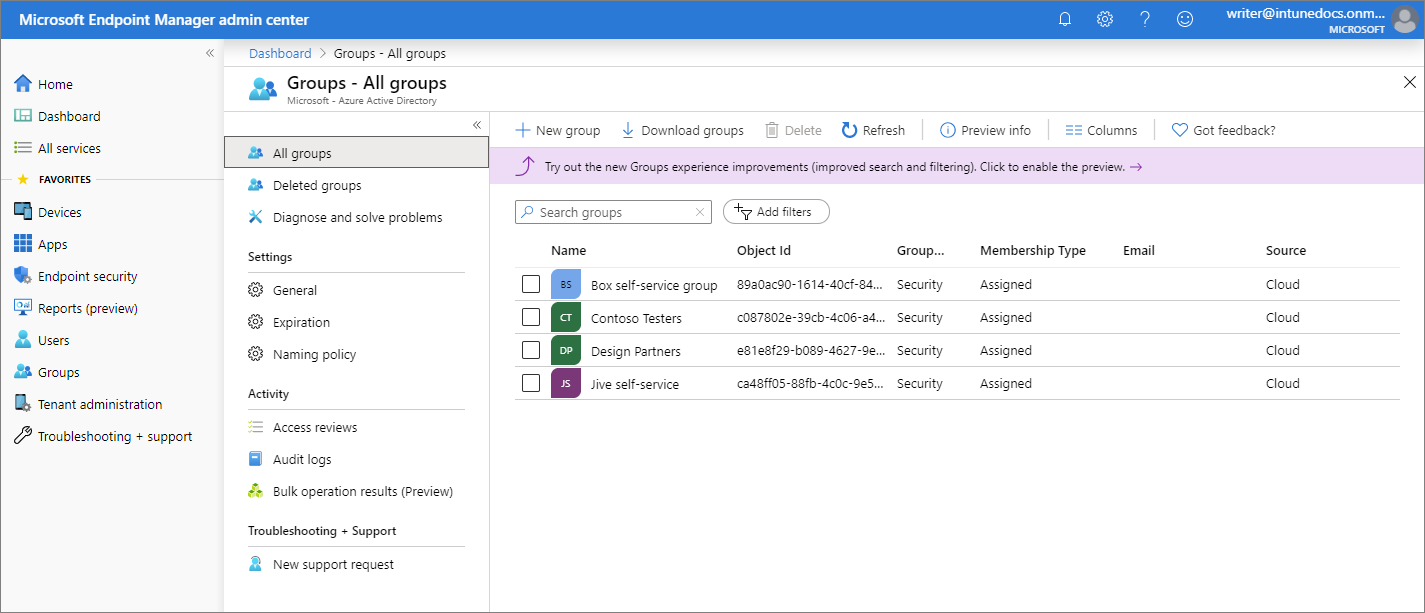 Microsoft Endpoint Manager admin center
writer@intunedocs.onm...
MICROSOFT
«
Home
Dashboard
All services
FAVORITES
Devices
Apps
Endpoint security
Reports (preview)
Users
Groups
Tenant administration
Troubleshooting + support
Dashboard > Groups - All groups
Groups - All groups
Microsoft - Azure Active Directory
«
All groups
Deleted groups
Diagnose and solve problems
Settings
General
Expiration
Naming policy
Activity
Access reviews
Audit logs
Bulk operation results (Preview)
Troubleshooting + Support
New support request
New group Download groups Delete Refresh Preview info Columns Got feedback?
Try out the new Groups experience improvements (improved search and filtering). Click to enable the preview. →
Search groups Add filters
Name Object Id Group... Membership Type Email Source
BS Box self-service group 89a0ac90-1614-40cf-84... Security Assigned Cloud
CT Contoso Testers c087802e-39cb-4c06-a4... Security Assigned Cloud
DP Design Partners e81e8f29-b089-4627-9e... Security Assigned Cloud
JS Jive self-service ca48ff05-88fb-4c0c-9e5... Security Assigned Cloud